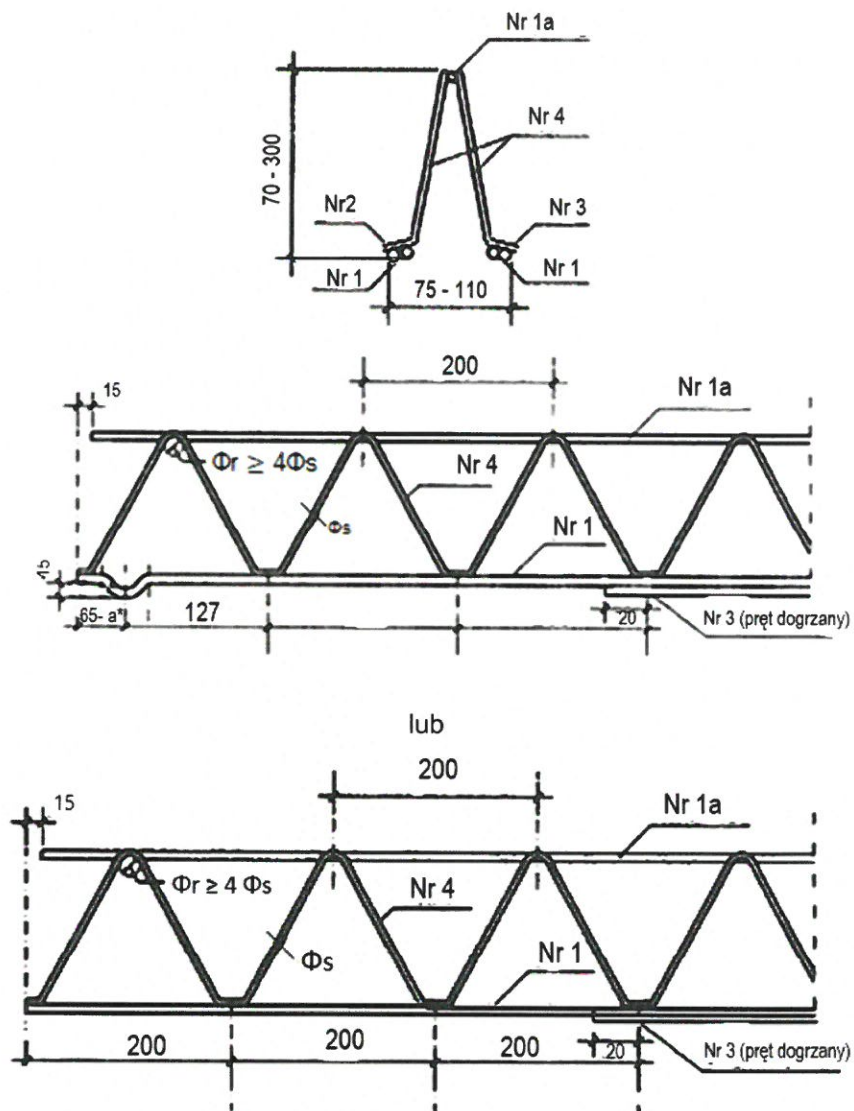 Nr 1a
Nr 4
70 - 300
Nr2
Nr 3
Nr 1
Nr 1
75 - 110
200
15
Nr 1a
Φr ≥ 4Φs
Nr 4
Φs
Nr 1
15
65- a*
127
20
Nr 3 (pręt dogrzany)
lub
200
15
Nr 1a
Φr ≥ 4 Φs
Nr 4
Φs
Nr 1
200
200
200
20
Nr 3 (pręt dogrzany)